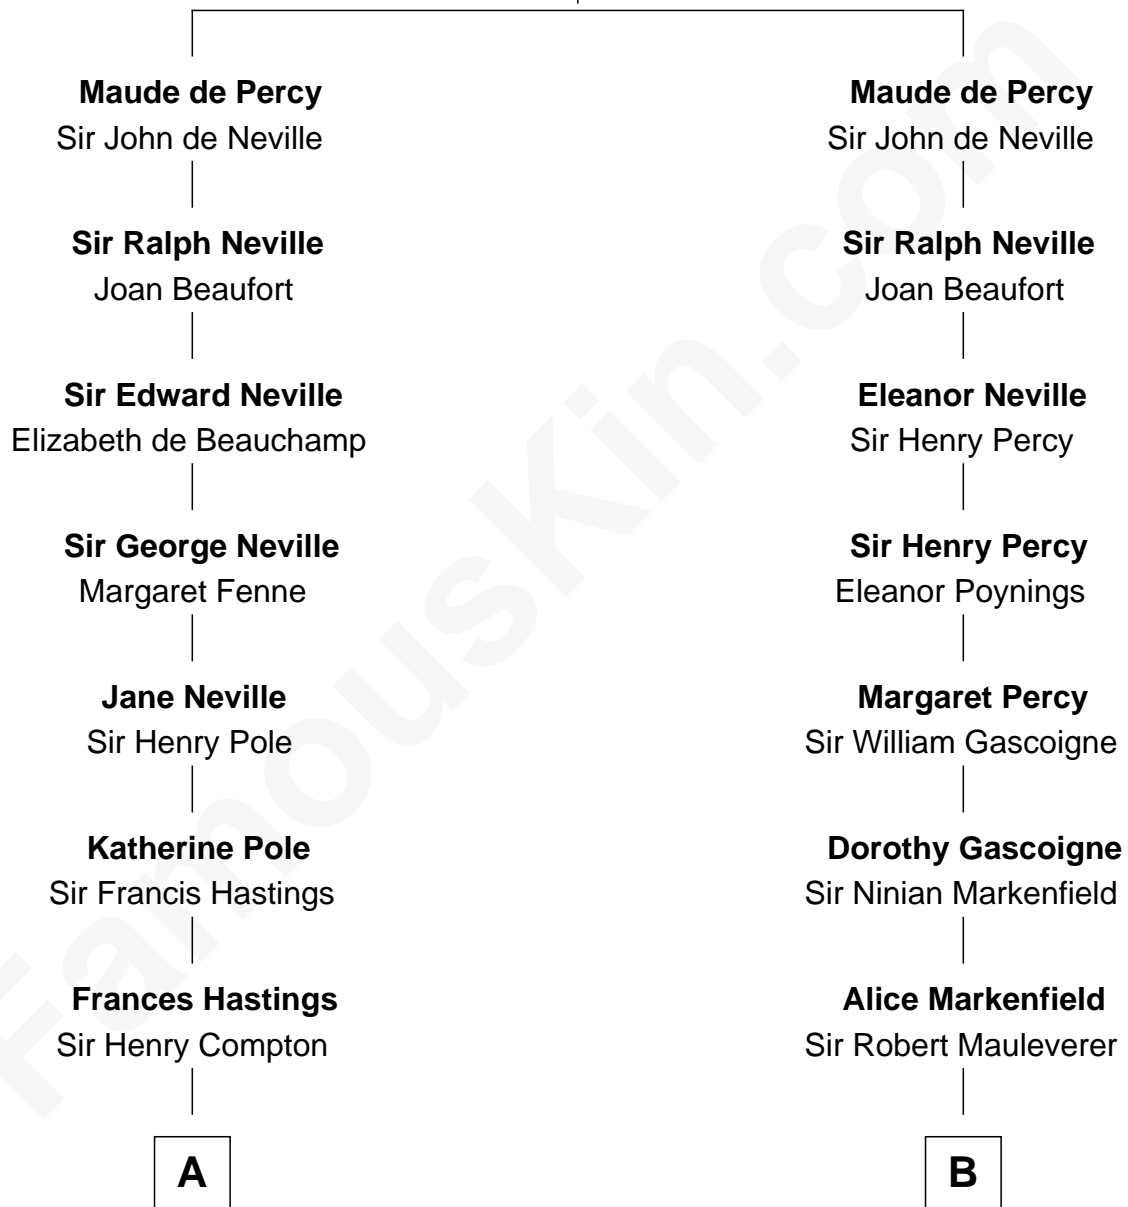 Maude de Percy
Sir John de Neville
Sir Ralph Neville
Joan Beaufort
Sir Edward Neville
Elizabeth de Beauchamp
Sir George Neville
Margaret Fenne
Jane Neville
Sir Henry Pole
Katherine Pole
Sir Francis Hastings
Frances Hastings
Sir Henry Compton
A
Maude de Percy
Sir John de Neville
Sir Ralph Neville
Joan Beaufort
Eleanor Neville
Sir Henry Percy
Sir Henry Percy
Eleanor Poynings
Margaret Percy
Sir William Gascoigne
Dorothy Gascoigne
Sir Ninian Markenfield
Alice Markenfield
Sir Robert Mauleverer
B
FamousKin.com